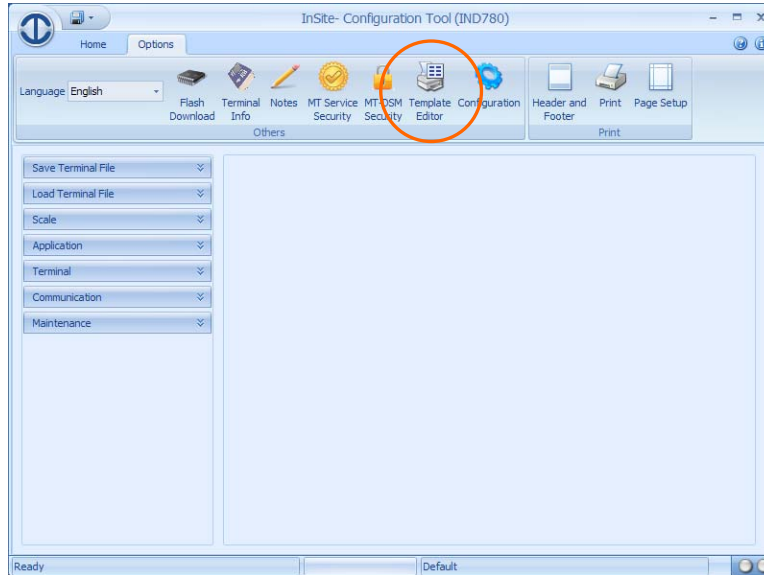 InSite- Configuration Tool (IND780)
Home Options
Language English
Flash Download
Terminal Info
Notes
MT Service Security
MT-DSM Security
Template Editor
Configuration
Header and Footer
Print
Page Setup
Others
Print
Save Terminal File
Load Terminal File
Scale
Application
Terminal
Communication
Maintenance
Ready
Default